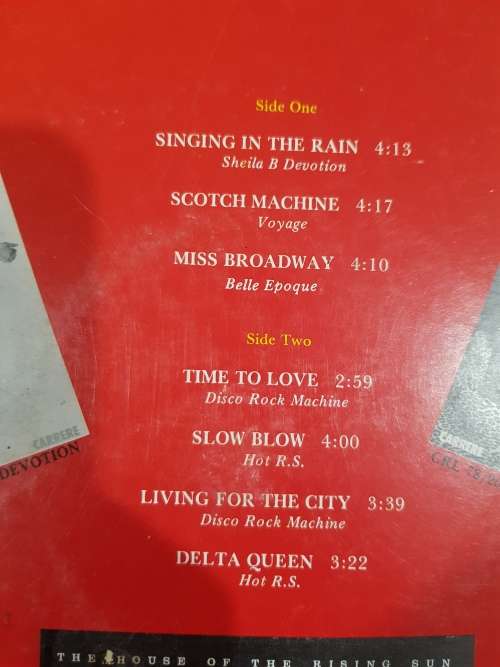 Side One
SINGING IN THE RAIN 4:13
Sheila B Devotion
SCOTCH MACHINE 4:17
Voyage
MISS BROADWAY 4:10
Belle Epoque
Side Two
TIME TO LOVE 2:59
Disco Rock Machine
SLOW BLOW 4:00
Hot R.S.
LIVING FOR THE CITY 3:39
Disco Rock Machine
DELTA QUEEN 3:22
Hot R.S.
CARRERE
DEVOTION
CARRERE
THE HOUSE OF THE RISING SUN